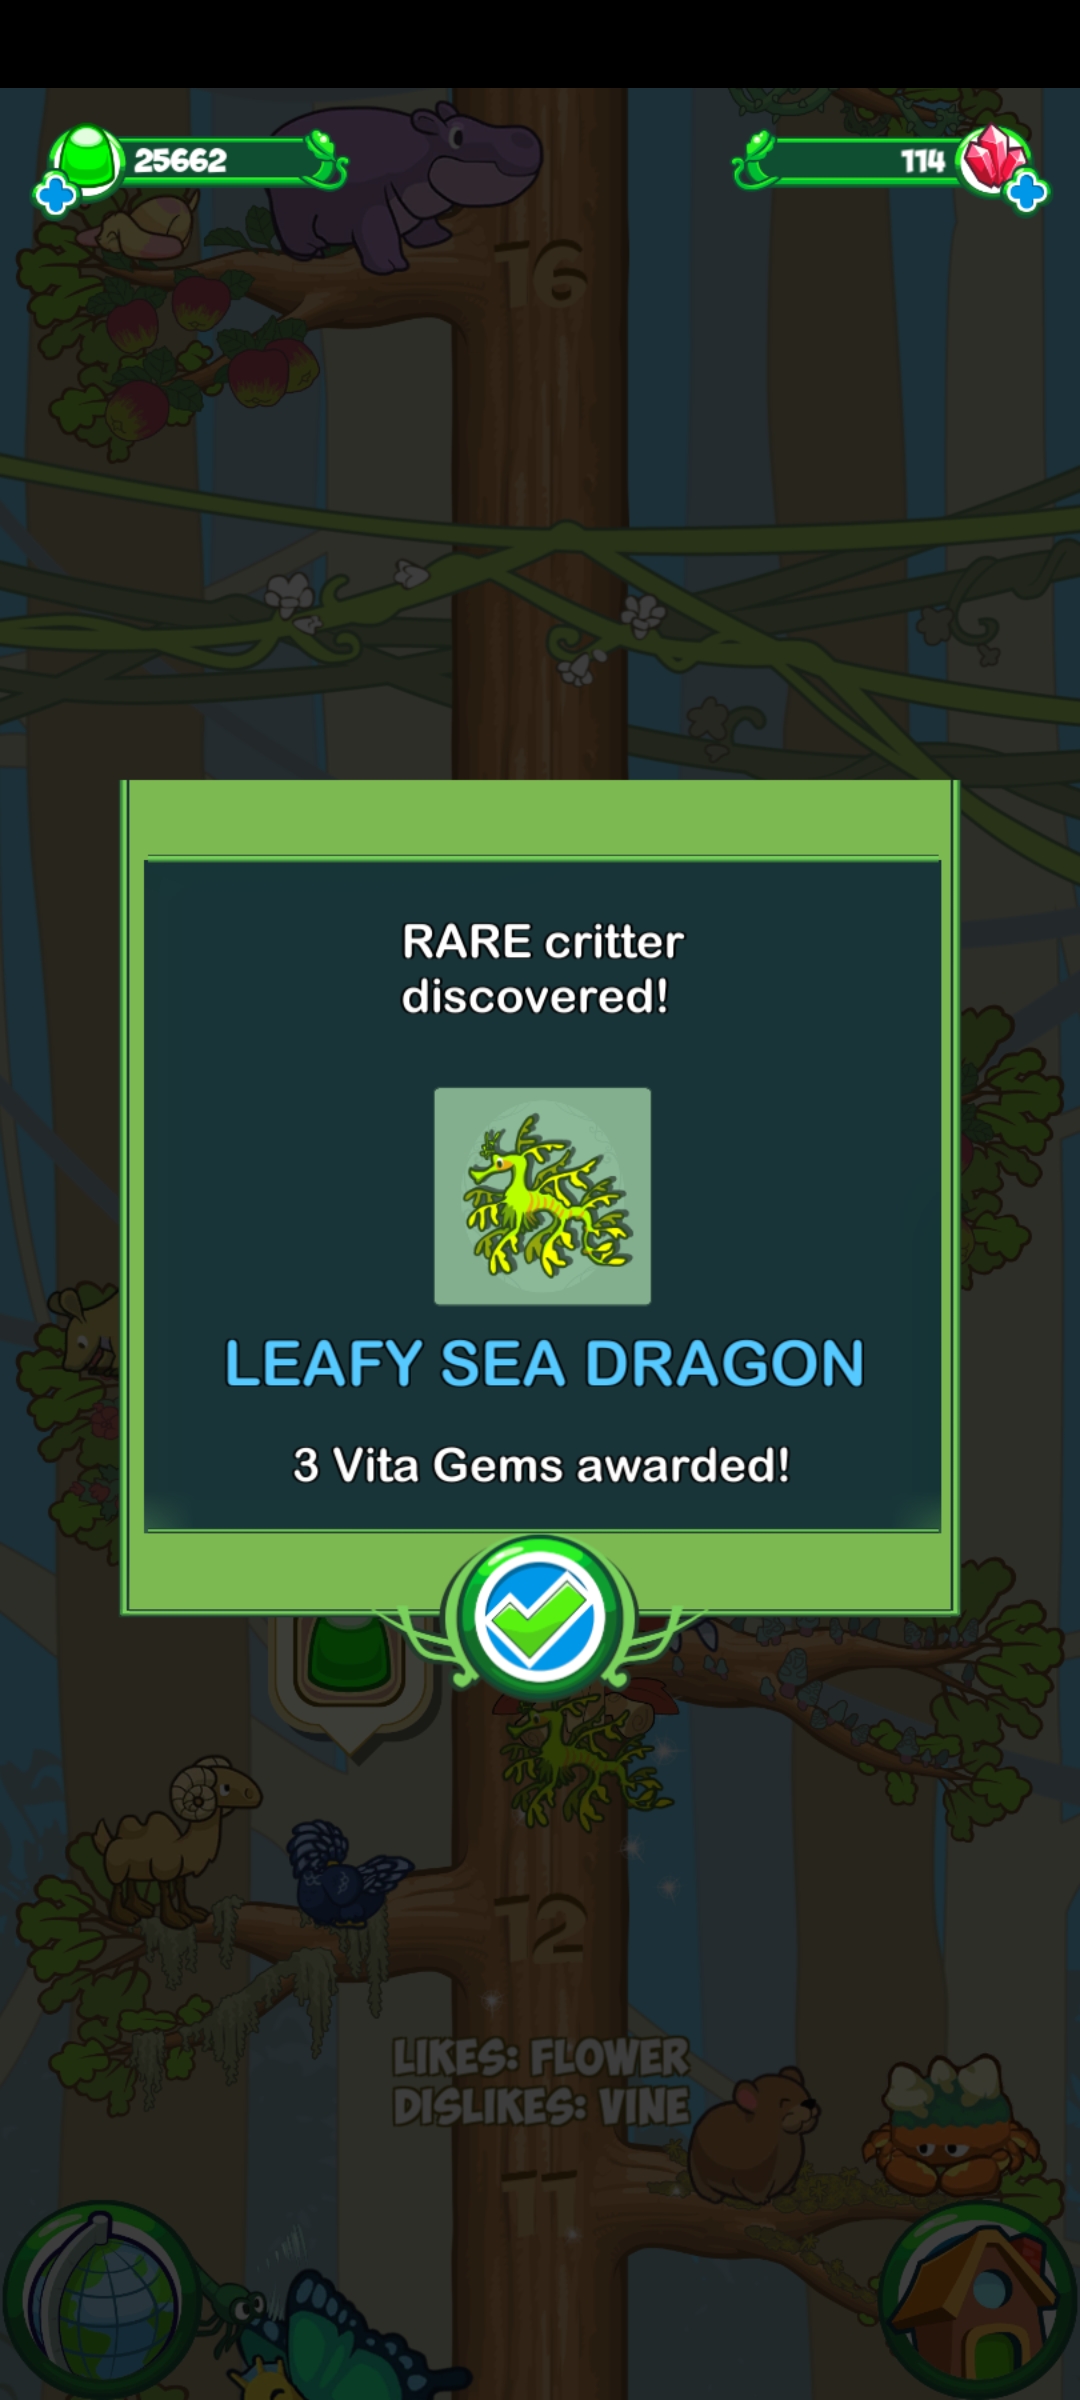 25662
114
16
RARE critter
discovered!
LEAFY SEA DRAGON
3 Vita Gems awarded!
12
LIKES: FLOWER
DISLIKES: VINE
11